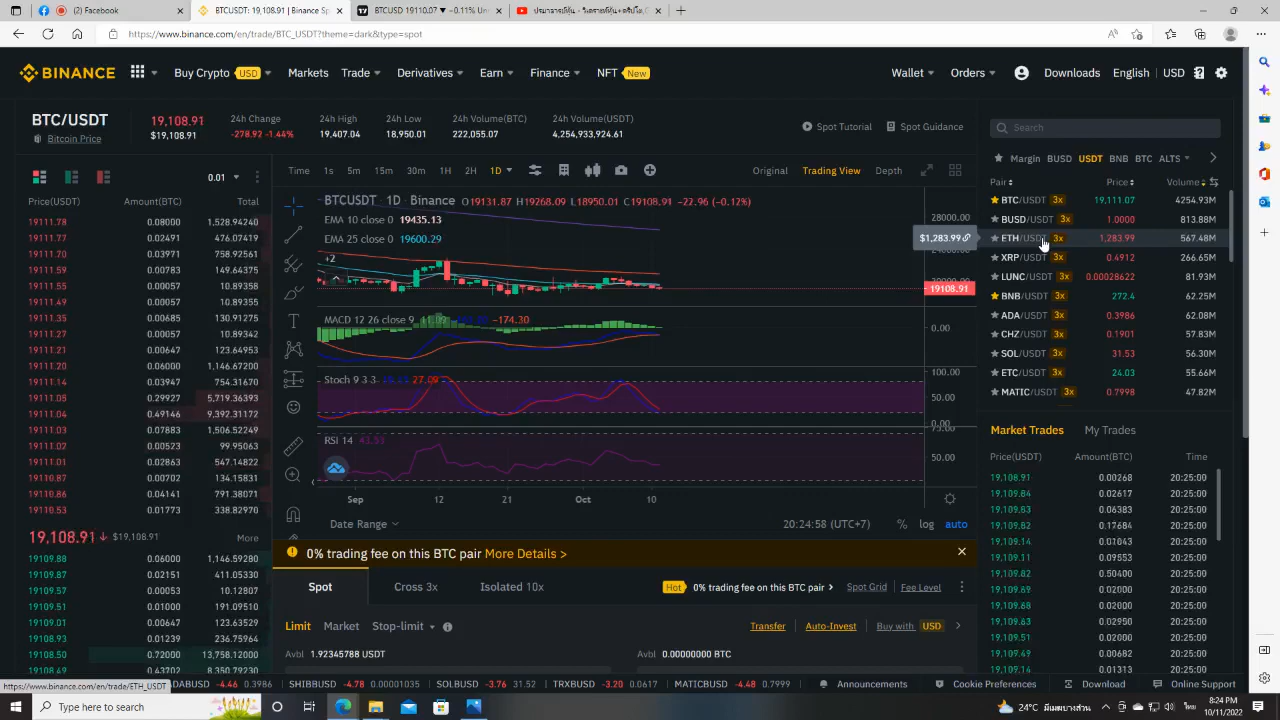 Facebook
BTCUSDT: 19,108.91 | Binance Sp
BTCUSD 19110.07 ▼ −0.11% Un
https://www.binance.com/en/trade/BTC_USDT?theme=dark&type=spot
BINANCE
Buy Crypto USD
Markets
Trade
Derivatives
Earn
Finance
NFT New
Wallet
Orders
Downloads
English
USD
BTC/USDT
Bitcoin Price
19,108.91
$19,108.91
24h Change
-278.92 -1.44%
24h High
19,407.04
24h Low
18,950.01
24h Volume(BTC)
222,055.07
24h Volume(USDT)
4,254,933,924.61
Spot Tutorial
Spot Guidance
0.01
Price(USDT) Amount(BTC) Total
19111.78 0.08000 1,528.94240
19111.77 0.02491 476.07419
19111.70 0.03971 758.92561
19111.59 0.00783 149.64375
19111.55 0.00057 10.89358
19111.49 0.00057 10.89355
19111.35 0.00685 130.91275
19111.27 0.00057 10.89342
19111.21 0.00647 123.64953
19111.20 0.06000 1,146.67200
19111.14 0.03947 754.31670
19111.05 0.29927 5,719.36393
19111.04 0.49146 9,392.31172
19111.03 0.07883 1,506.52249
19111.02 0.00523 99.95063
19111.01 0.02863 547.14822
19110.87 0.00702 134.15831
19110.86 0.04141 791.38071
19110.53 0.01773 338.82970
19,108.91 $19,108.91 More
19109.88 0.06000 1,146.59280
19109.87 0.02151 411.05330
19109.57 0.00053 10.12807
19109.51 0.01000 191.09510
19109.01 0.00647 123.63529
19108.93 0.01239 236.75964
19108.50 0.72000 13,758.12000
19108.49 8,350.79230
Time 1s 5m 15m 30m 1H 2H 1D
Original Trading View Depth
BTCUSDT 1D Binance O19131.87 H19268.09 L18950.01 C19108.91 −22.96 (−0.12%)
EMA 10 close 0 19435.13
EMA 25 close 0 19600.29
+2
28000.00
19108.91
MACD 12 26 close 9 −174.30
0.00
Stoch 9 3 3 27.09
100.00
50.00
0.00
RSI 14 43.53
50.00
Sep 12 21 Oct 10
Date Range
20:24:58 (UTC+7)
% log auto
$1,283.99
0% trading fee on this BTC pair More Details >
Spot Cross 3x Isolated 10x
Hot 0% trading fee on this BTC pair Spot Grid Fee Level
Limit Market Stop-limit
Transfer Auto-Invest Buy with USD
Avbl 1.92345788 USDT
Avbl 0.00000000 BTC
Search
Margin BUSD USDT BNB BTC ALTS
Pair Price Volume
BTC/USDT 3x 19,111.07 4254.93M
BUSD/USDT 3x 1.0000 813.88M
ETH/USDT 3x 1,283.99 567.48M
XRP/USDT 3x 0.4912 266.65M
LUNC/USDT 3x 0.00028622 81.93M
BNB/USDT 3x 272.4 62.25M
ADA/USDT 3x 0.3986 62.08M
CHZ/USDT 3x 0.1901 57.83M
SOL/USDT 3x 31.53 56.30M
ETC/USDT 3x 24.03 55.66M
MATIC/USDT 3x 0.7998 47.82M
Market Trades My Trades
Price(USDT) Amount(BTC) Time
19,108.91 0.00268 20:25:00
19,109.84 0.02617 20:25:00
19,109.83 0.06383 20:25:00
19,109.82 0.17684 20:25:00
19,109.14 0.01043 20:25:00
19,109.11 0.09553 20:25:00
19,109.82 0.50400 20:25:00
19,109.69 0.02000 20:25:00
19,109.68 0.02000 20:25:00
19,109.63 0.02950 20:25:00
19,109.51 0.02000 20:25:00
19,109.49 0.00682 20:25:00
19,109.14 0.01313 20:25:00
https://www.binance.com/en/trade/ETH_USDT
ADABUSD -4.46 0.3986
SHIBBUSD -4.78 0.00001035
SOLBUSD -3.76 31.52
TRXBUSD -3.20 0.0617
MATICBUSD -4.48 0.7999
Announcements
Cookie Preferences
Download
Online Support
Type here to search
24°C
8:24 PM
10/11/2022